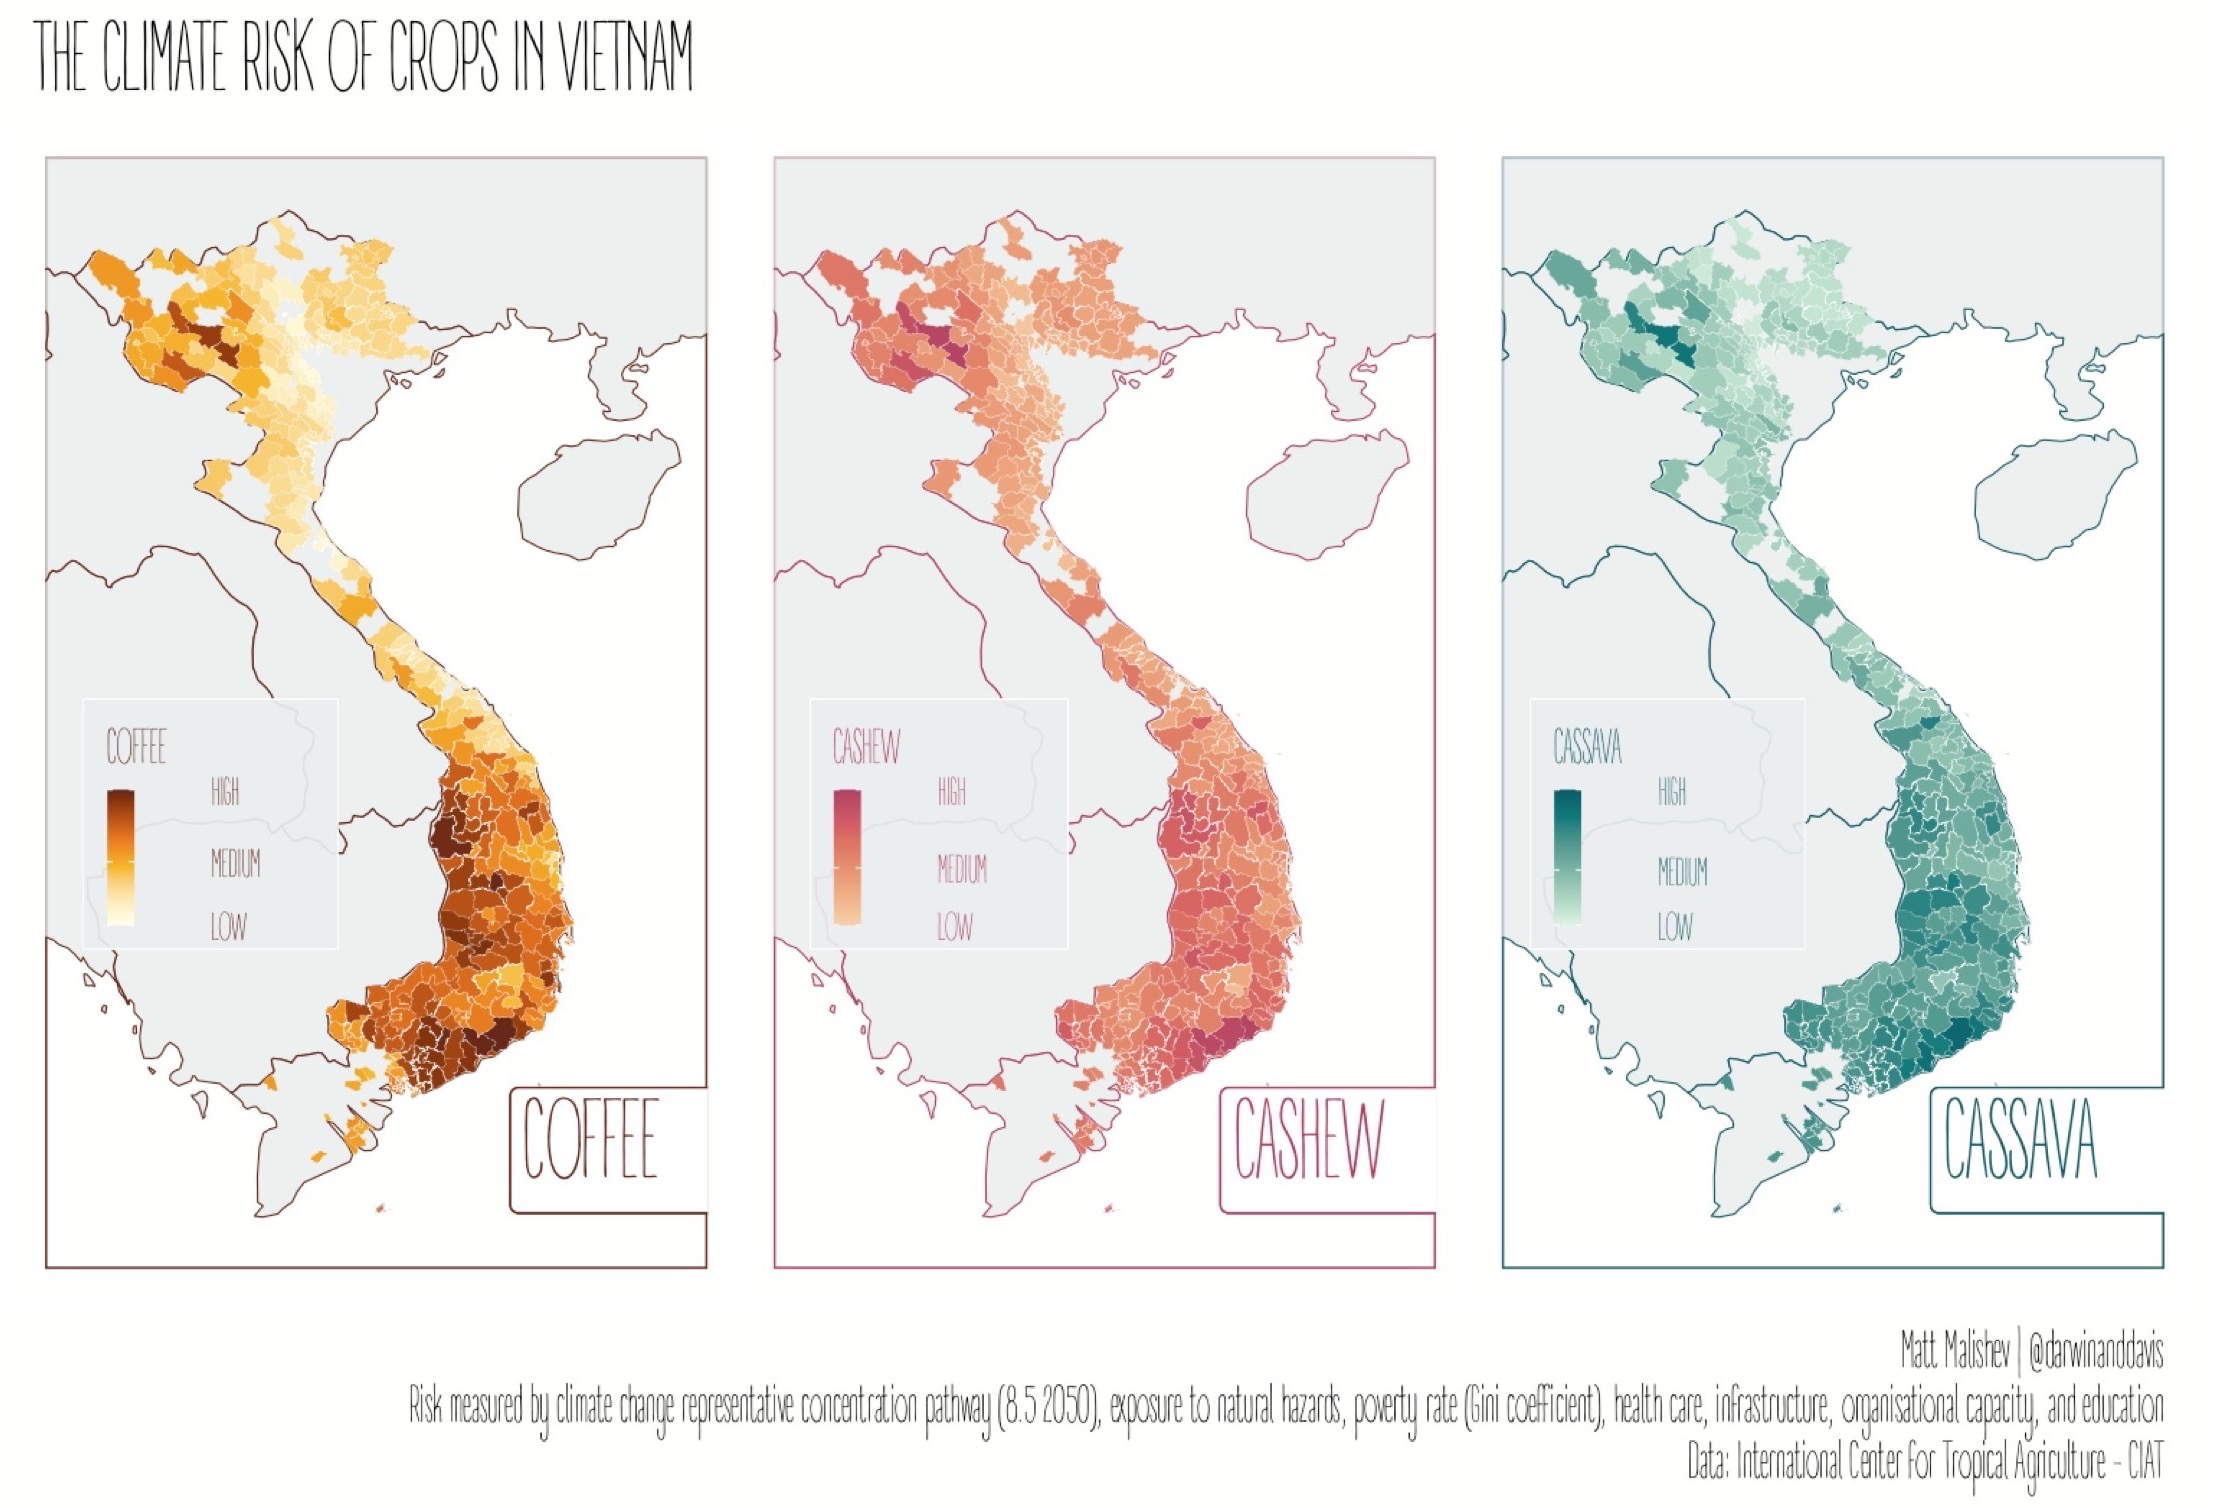 THE CLIMATE RISK OF CROPS IN VIETNAM
COFFEE
HIGH
MEDIUM
LOW
COFFEE
CASHEW
HIGH
MEDIUM
LOW
CASHEW
CASSAVA
HIGH
MEDIUM
LOW
CASSAVA
Matt Malishev | @darwinanddavis
Risk measured by climate change representative concentration pathway (8.5 2050), exposure to natural hazards, poverty rate (Gini coefficient), health care, infrastructure, organisational capacity, and education
Data: International Center for Tropical Agriculture - CIAT